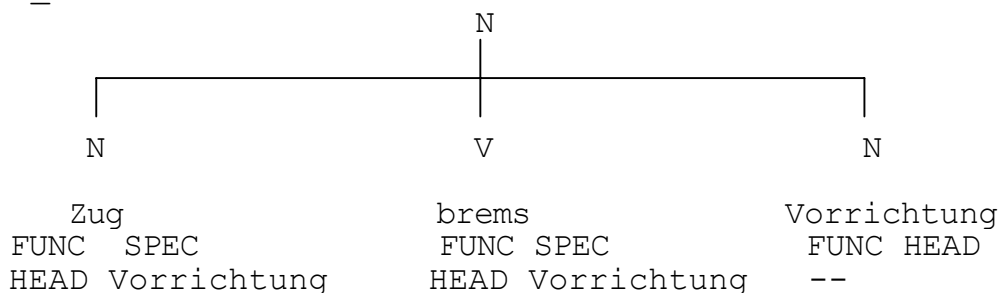 _
N
N V N
Zug brems Vorrichtung
FUNC SPEC FUNC SPEC FUNC HEAD
HEAD Vorrichtung HEAD Vorrichtung --